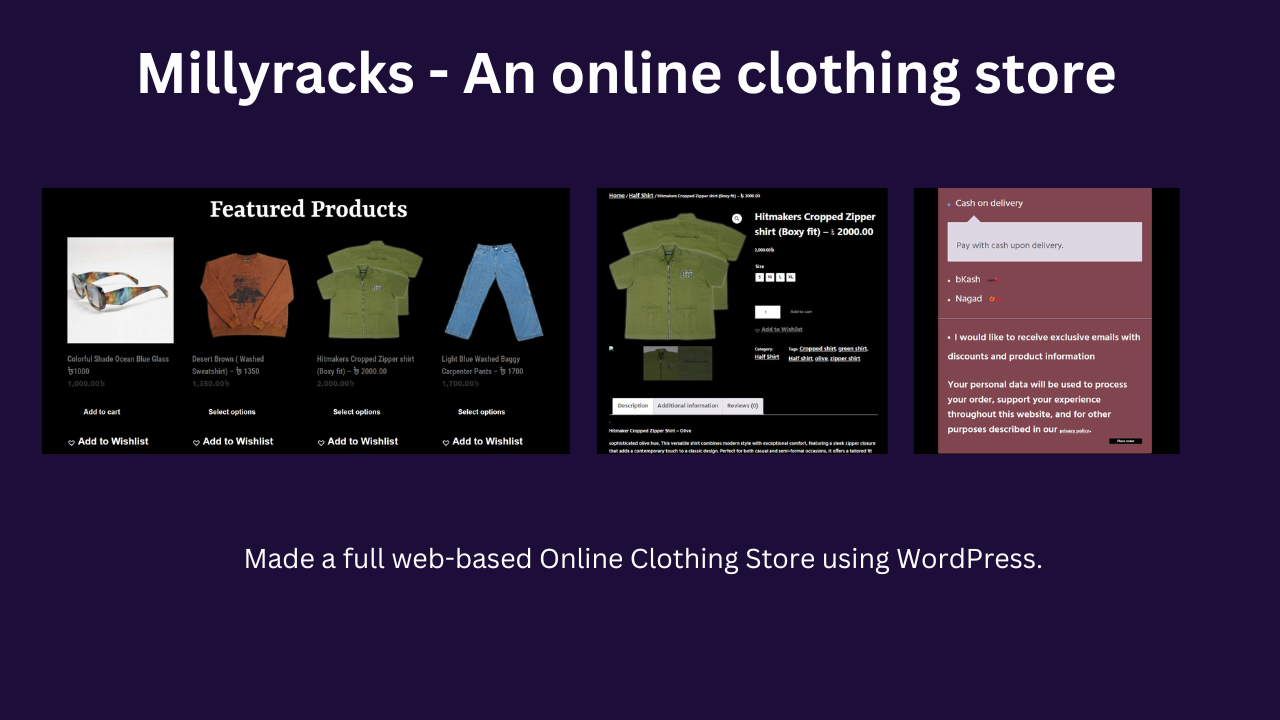 Millyracks - An online clothing store
Featured Products
Colorful Shade Ocean Blue Glass
৳1000
1,000.00৳
Add to cart
Add to Wishlist
Desert Brown ( Washed
Sweatshirt) – ৳ 1350
1,350.00৳
Select options
Add to Wishlist
Hitmakers Cropped Zipper shirt
(Boxy fit) – ৳ 2000.00
2,000.00৳
Select options
Add to Wishlist
Light Blue Washed Baggy
Carpenter Pants – ৳ 1700
1,700.00৳
Select options
Add to Wishlist
Home / Half Shirt / Hitmakers Cropped Zipper shirt (Boxy fit) – ৳ 2000.00
Hitmakers Cropped Zipper
shirt (Boxy fit) – ৳ 2000.00
2,000.00৳
Size
S M L XL
1 Add to cart
Add to Wishlist
Category:
Half Shirt
Tags: Cropped shirt, green shirt,
Half shirt, olive, zipper shirt
Description Additional information Reviews (0)
Hitmaker Cropped Zipper Shirt – Olive
sophisticated olive hue, This versatile shirt combines modern style with exceptional comfort, featuring a sleek zipper closure
that adds a contemporary touch to a classic design. Perfect for both casual and semi-formal occasions, it offers a tailored fit
Cash on delivery
Pay with cash upon delivery.
bKash
Nagad
I would like to receive exclusive emails with
discounts and product information
Your personal data will be used to process
your order, support your experience
throughout this website, and for other
purposes described in our privacy policy.
Place order
Made a full web-based Online Clothing Store using WordPress.